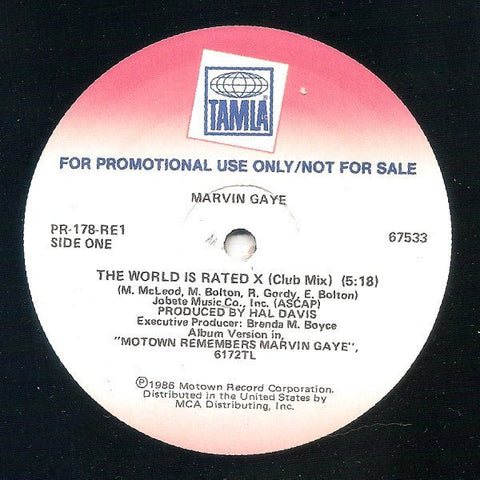 TAMLA
FOR PROMOTIONAL USE ONLY/NOT FOR SALE
MARVIN GAYE
PR-178-RE1
SIDE ONE
67533
THE WORLD IS RATED X (Club Mix) (5:18)
(M. McLeod, M. Bolton, R. Gordy, E. Bolton)
Jobete Music Co., Inc. (ASCAP)
PRODUCED BY HAL DAVIS
Executive Producer: Brenda M. Boyce
Album Version in,
"MOTOWN REMEMBERS MARVIN GAYE",
6172TL
Ⓟ1986 Motown Record Corporation.
Distributed in the United States by
MCA Distributing, Inc.